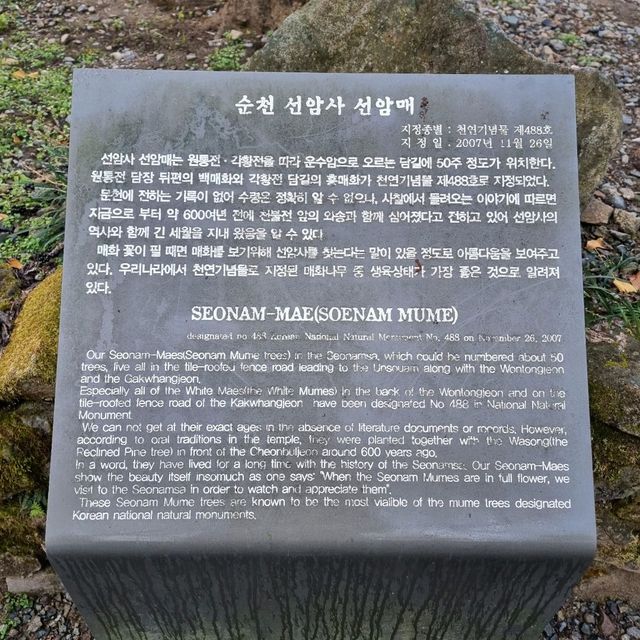 순천 선암사 선암매
지정종별 : 천연기념물 제488호
지 정 일 . 2007년 11월 26일
선암사 선암매는 원통전 · 각황전을 따라 운수암으로 오르는 담길에 50주 정도가 위치한다.
원통전 담장 뒤편의 백매화와 각황전 담길의 홍매화가 천연기념물 제488호로 지정되었다.
문헌에 전하는 기록이 없어 수령은 정확히 알 수 없으나, 사찰에서 들려오는 이야기에 따르면
지금으로 부터 약 600여년 전에 천불전 앞의 와송과 함께 심어졌다고 전하고 있어 선암사의
역사와 함께 긴 세월을 지내 왔음을 알 수 있다
매화 꽃이 필 때면 매화를 보기위해 선암사를 찾는다는 말이 있을 정도로 아름다움을 보여주고
있다. 우리나라에서 천연기념물로 지정된 매화나무 중 생육상태가 가장 좋은 것으로 알려져
있다.
SEONAM-MAE(SOENAM MUME)
designated no 488 Korean National Natural Monument No. 488 on November 26, 2007
Our Seonam-Maes(Seonam Mume trees) in the Seonamsa, which could be numbered about 50
trees, live all in the tile-roofed fence road leading to the Unsouam along with the Wontongjeon
and the Gakwhangjeon.
Especially all of the White Maes(the White Mumes) in the back of the Wontongjeon and on the
tile-roofed fence road of the Kakwhangjeon have been designated No 488 in National Natural
Monument
We can not get at their exact ages in the absence of literature documents or records. However,
according to oral traditions in the temple, they were planted together with the Wasong(the
Reclined Pine tree) in front of the Cheonbuljeon around 600 years ago.
In a word, they have lived for a long time with the history of the Seonamsa. Our Seonam-Maes
show the beauty itself insomuch as one says "When the Seonam Mumes are in full flower, we
visit to the Seonamsa in order to watch and appreciate them".
These Seonam Mume trees are known to be the most vialble of the mume trees designated
Korean national natural monuments.